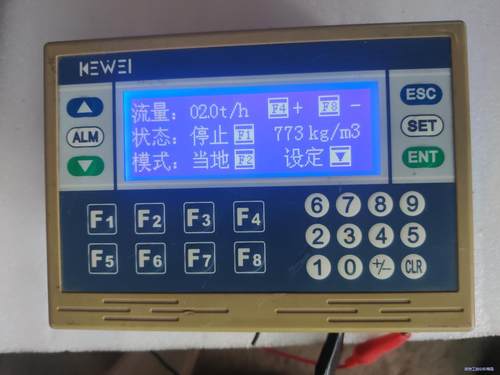 KEWEI
流量: 02.0t/h F4 + F8 -
状态: 停止 F1 773 kg/m3
模式: 当地 F2 设定 ▼
ALM
ESC
SET
ENT
F1 F2 F3 F4
F5 F6 F7 F8
6 7 8 9
2 3 4 5
1 0 +/- CLR